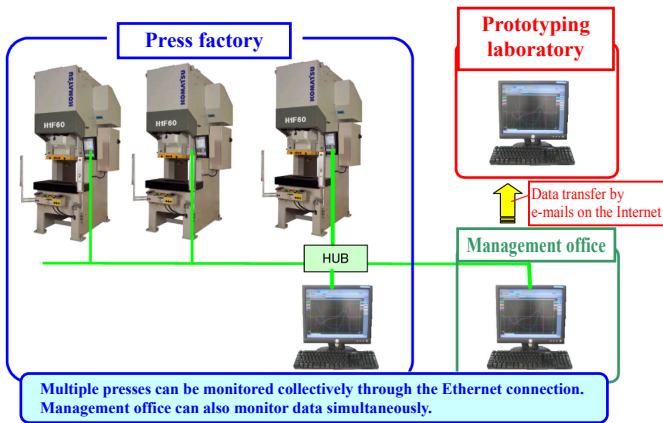 Press factory
Prototyping
laboratory
KOMATSU
H1F60
KOMATSU
H1F60
KOMATSU
H1F60
Data transfer by
e-mails on the Internet
Management office
HUB
Multiple presses can be monitored collectively through the Ethernet connection.
Management office can also monitor data simultaneously.